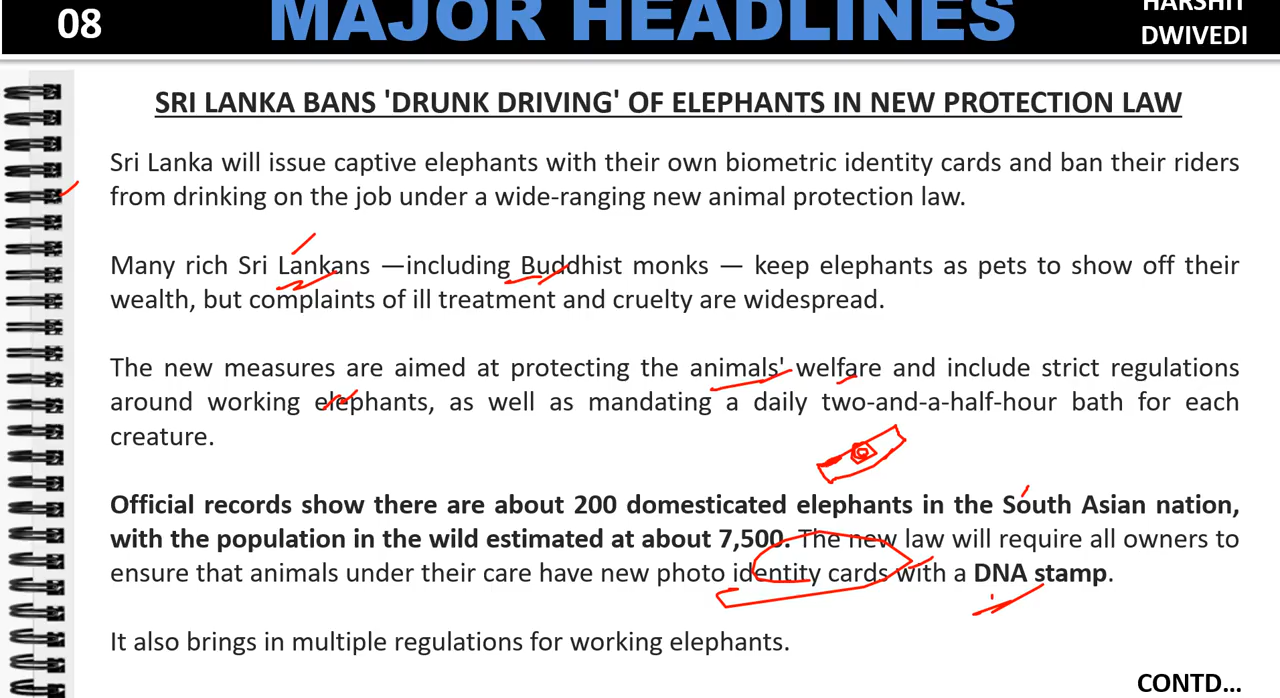 08
MAJOR HEADLINES
HARSHIT
DWIVEDI
SRI LANKA BANS 'DRUNK DRIVING' OF ELEPHANTS IN NEW PROTECTION LAW
Sri Lanka will issue captive elephants with their own biometric identity cards and ban their riders
from drinking on the job under a wide-ranging new animal protection law.
Many rich Sri Lankans —including Buddhist monks — keep elephants as pets to show off their
wealth, but complaints of ill treatment and cruelty are widespread.
The new measures are aimed at protecting the animals' welfare and include strict regulations
around working elephants, as well as mandating a daily two-and-a-half-hour bath for each
creature.
Official records show there are about 200 domesticated elephants in the South Asian nation,
with the population in the wild estimated at about 7,500. The new law will require all owners to
ensure that animals under their care have new photo identity cards with a DNA stamp.
It also brings in multiple regulations for working elephants.
CONTD...